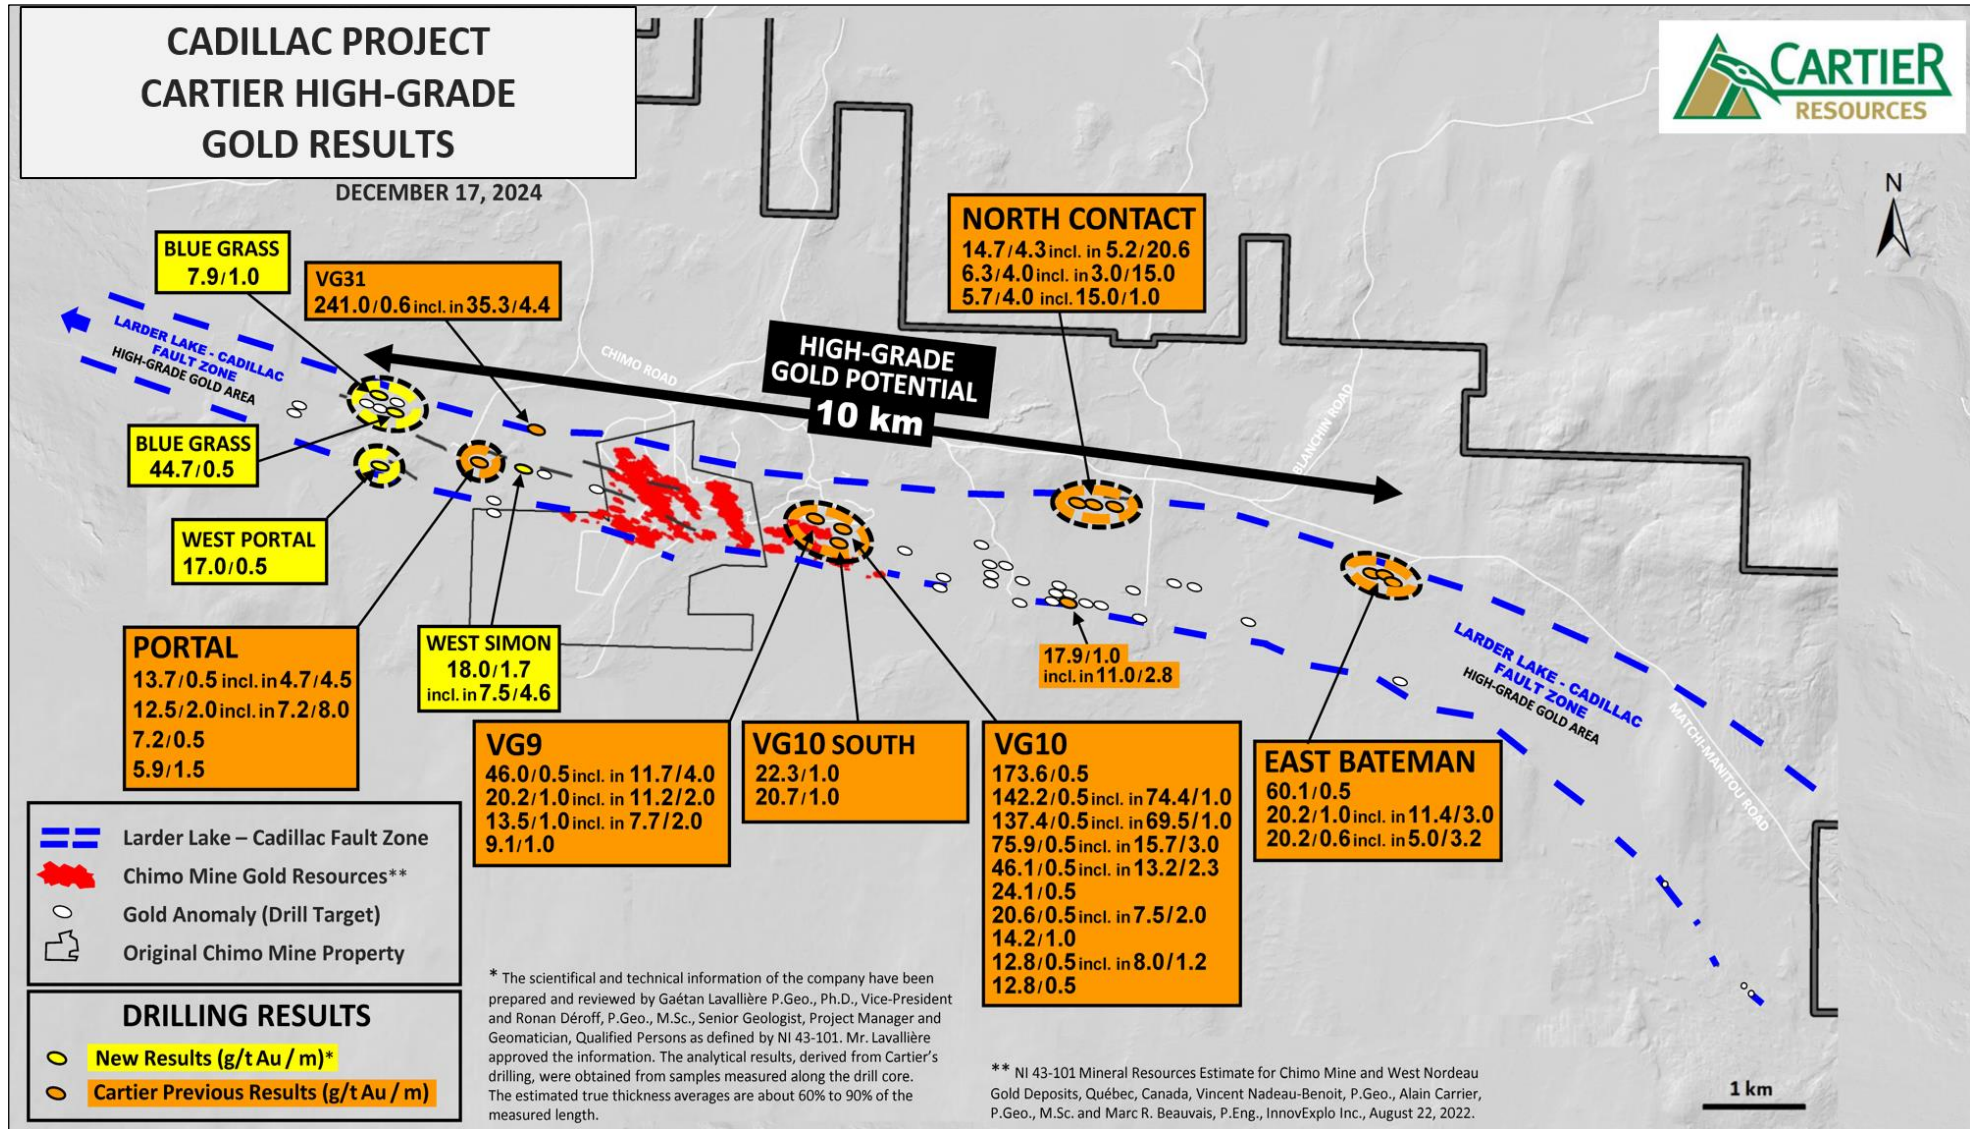 CADILLAC PROJECT
CARTIER HIGH-GRADE
GOLD RESULTS
DECEMBER 17, 2024
CARTIER
RESOURCES
N
BLUE GRASS
7.9/1.0
VG31
241.0/0.6 incl. in 35.3/4.4
NORTH CONTACT
14.7/4.3 incl. in 5.2/20.6
6.3/4.0 incl. in 3.0/15.0
5.7/4.0 incl. 15.0/1.0
LARDER LAKE - CADILLAC
FAULT ZONE
HIGH-GRADE GOLD AREA
CHIMO ROAD
HIGH-GRADE
GOLD POTENTIAL
10 km
BLANCHIN ROAD
BLUE GRASS
44.7/0.5
WEST PORTAL
17.0/0.5
PORTAL
13.7/0.5 incl. in 4.7/4.5
12.5/2.0 incl. in 7.2/8.0
7.2/0.5
5.9/1.5
WEST SIMON
18.0/1.7
incl. in 7.5/4.6
17.9/1.0
incl. in 11.0/2.8
LARDER LAKE - CADILLAC
FAULT ZONE
HIGH-GRADE GOLD AREA
MATCHI-MANITOU ROAD
VG9
46.0/0.5 incl. in 11.7/4.0
20.2/1.0 incl. in 11.2/2.0
13.5/1.0 incl. in 7.7/2.0
9.1/1.0
VG10 SOUTH
22.3/1.0
20.7/1.0
VG10
173.6/0.5
142.2/0.5 incl. in 74.4/1.0
137.4/0.5 incl. in 69.5/1.0
75.9/0.5 incl. in 15.7/3.0
46.1/0.5 incl. in 13.2/2.3
24.1/0.5
20.6/0.5 incl. in 7.5/2.0
14.2/1.0
12.8/0.5 incl. in 8.0/1.2
12.8/0.5
EAST BATEMAN
60.1/0.5
20.2/1.0 incl. in 11.4/3.0
20.2/0.6 incl. in 5.0/3.2
Larder Lake – Cadillac Fault Zone
Chimo Mine Gold Resources**
Gold Anomaly (Drill Target)
Original Chimo Mine Property
DRILLING RESULTS
New Results (g/t Au / m)*
Cartier Previous Results (g/t Au / m)
* The scientifical and technical information of the company have been
prepared and reviewed by Gaétan Lavallière P.Geo., Ph.D., Vice-President
and Ronan Déroff, P.Geo., M.Sc., Senior Geologist, Project Manager and
Geomatician, Qualified Persons as defined by NI 43-101. Mr. Lavallière
approved the information. The analytical results, derived from Cartier's
drilling, were obtained from samples measured along the drill core.
The estimated true thickness averages are about 60% to 90% of the
measured length.
** NI 43-101 Mineral Resources Estimate for Chimo Mine and West Nordeau
Gold Deposits, Québec, Canada, Vincent Nadeau-Benoit, P.Geo., Alain Carrier,
P.Geo., M.Sc. and Marc R. Beauvais, P.Eng., InnovExplo Inc., August 22, 2022.
1 km